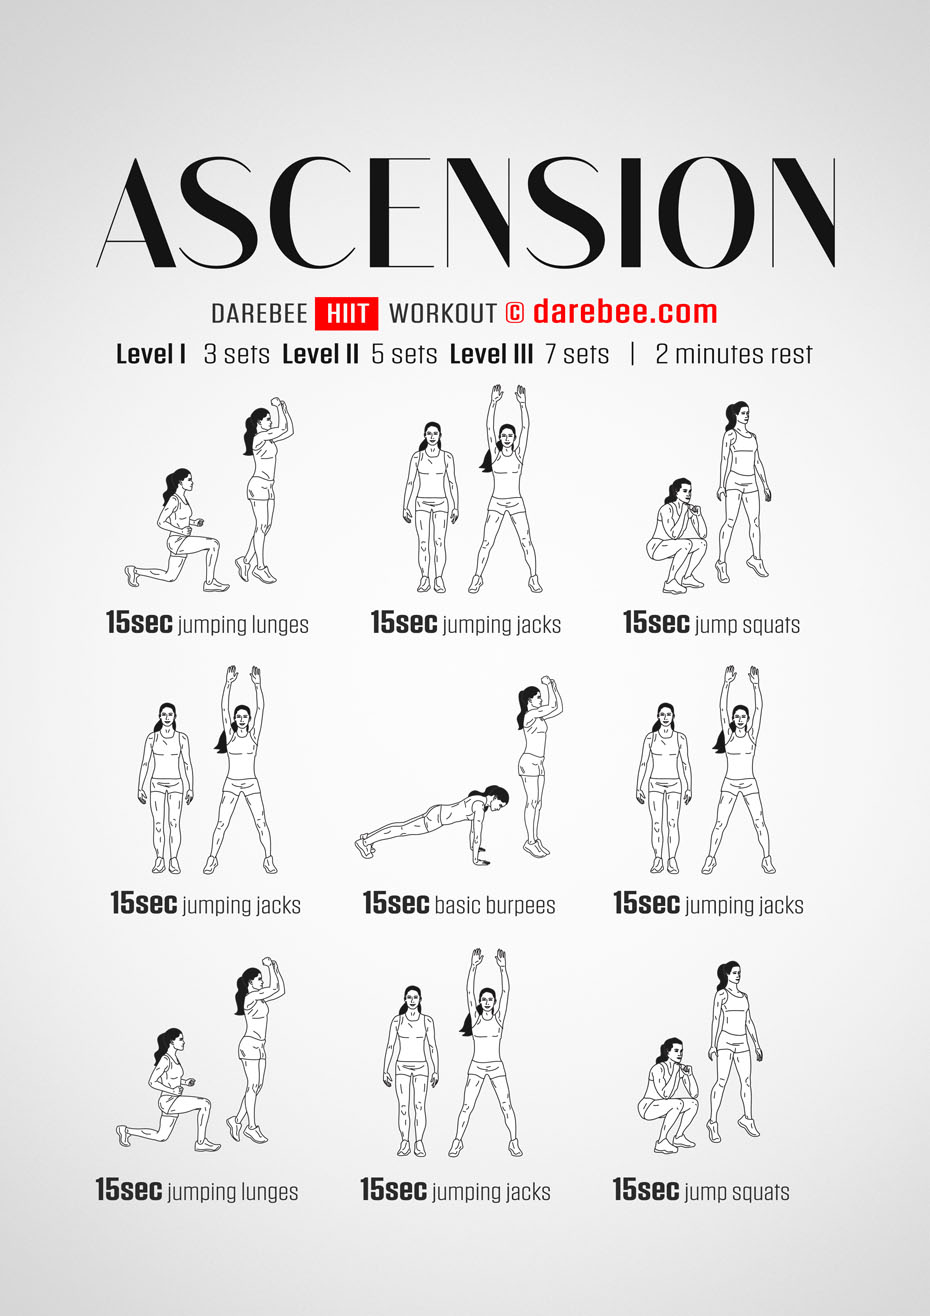 ASCENSION
DAREBEE HIIT WORKOUT © darebee.com
Level I 3 sets Level II 5 sets Level III 7 sets | 2 minutes rest
15sec jumping lunges
15sec jumping jacks
15sec jump squats
15sec jumping jacks
15sec basic burpees
15sec jumping jacks
15sec jumping lunges
15sec jumping jacks
15sec jump squats